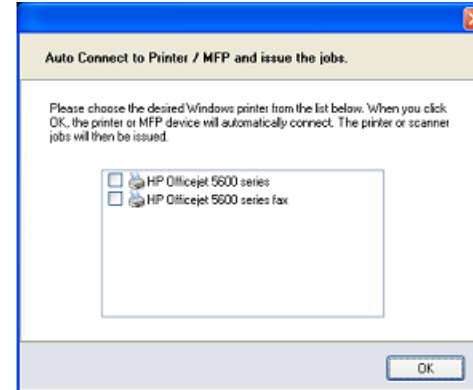 Auto Connect to Printer / MFP and issue the jobs.
Please choose the desired Windows printer from the list below. When you click
OK, the printer or MFP device will automatically connect. The printer or scanner
jobs will then be issued.
HP Officejet 5600 series
HP Officejet 5600 series fax
OK